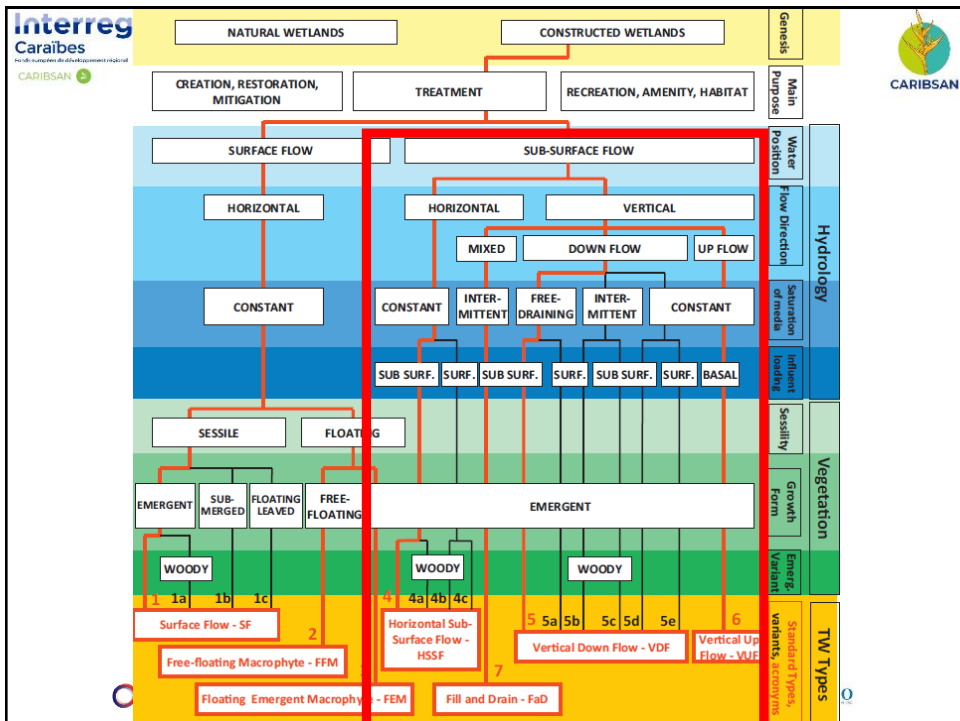 Interreg
Caraïbes
Fonds européen de développement régional
CARIBSAN
CARIBSAN
NATURAL WETLANDS
CONSTRUCTED WETLANDS
Genesis
CREATION, RESTORATION,
MITIGATION
TREATMENT
RECREATION, AMENITY, HABITAT
Main
Purpose
SURFACE FLOW
SUB-SURFACE FLOW
Water
Position
HORIZONTAL
HORIZONTAL
VERTICAL
MIXED
DOWN FLOW
UP FLOW
Flow Direction
Hydrology
CONSTANT
CONSTANT
INTER-
MITTENT
FREE-
DRAINING
INTER-
MITTENT
CONSTANT
Saturation
of media
SUB SURF.
SURF.
SUB SURF.
SURF.
SUB SURF.
SURF.
BASAL
Influent
loading
SESSILE
FLOATING
Sessility
EMERGENT
SUB-
MERGED
FLOATING
LEAVED
FREE-
FLOATING
EMERGENT
Growth
Form
Vegetation
WOODY
WOODY
WOODY
Emerg.
Variant
1
1a
1b
1c
2
4
4a
4b
4c
7
5
5a
5b
5c
5d
5e
6
Surface Flow - SF
Free-floating Macrophyte - FFM
Floating Emergent Macrophyte - FEM
Horizontal Sub-
Surface Flow -
HSSF
Fill and Drain - FaD
Vertical Down Flow - VDF
Vertical Up
Flow - VUF
Standard Types,
variants, acronyms
TW Types